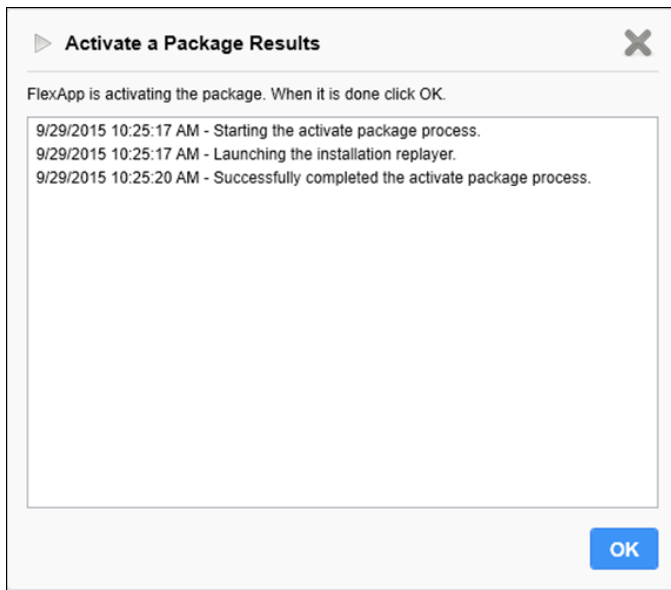 Activate a Package Results
FlexApp is activating the package. When it is done click OK.
9/29/2015 10:25:17 AM - Starting the activate package process.
9/29/2015 10:25:17 AM - Launching the installation replayer.
9/29/2015 10:25:20 AM - Successfully completed the activate package process.
OK